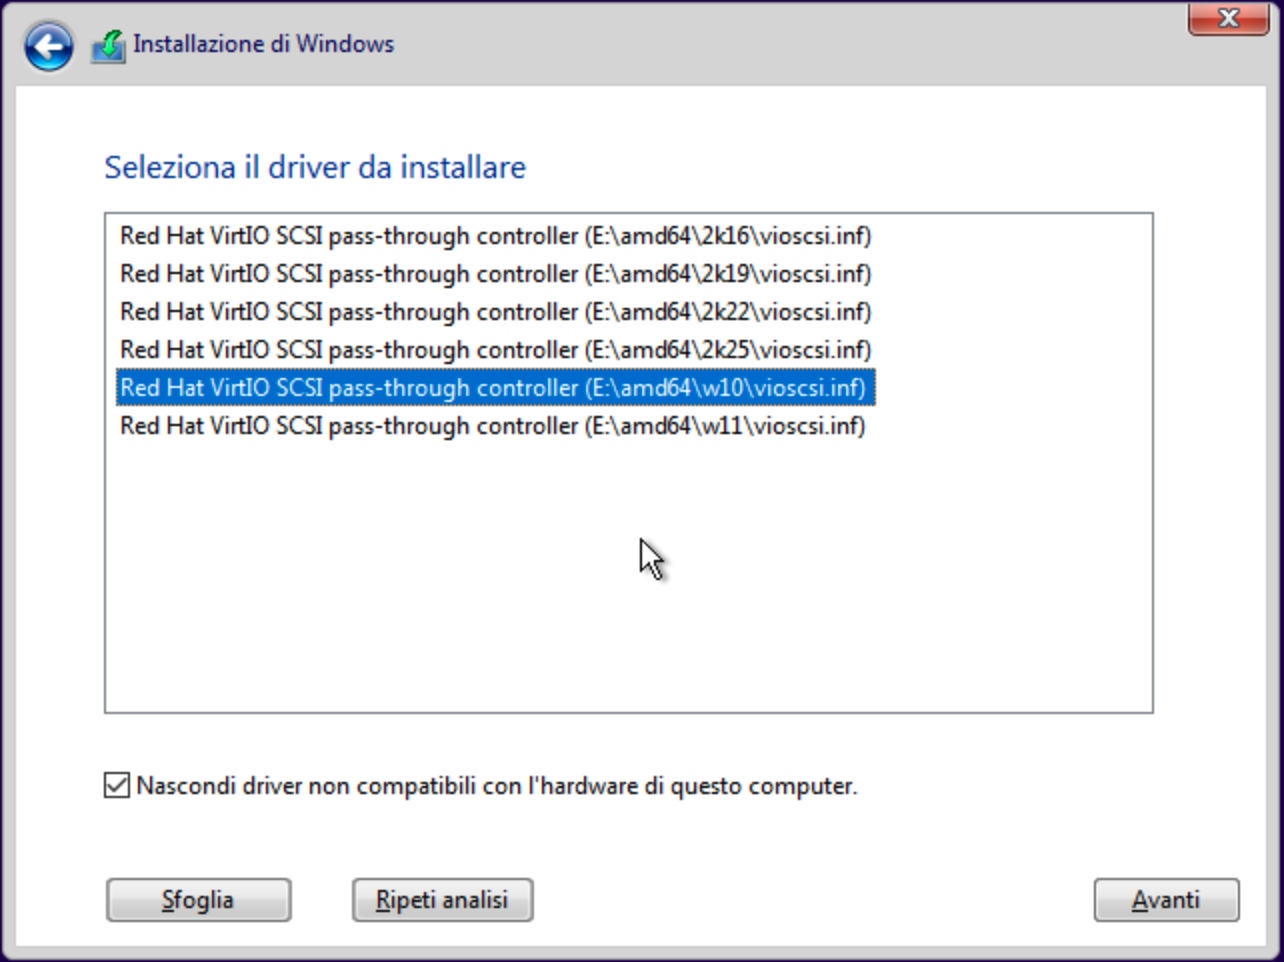 Installazione di Windows
Seleziona il driver da installare
Red Hat VirtIO SCSI pass-through controller (E:\amd64\2k16\vioscsi.inf)
Red Hat VirtIO SCSI pass-through controller (E:\amd64\2k19\vioscsi.inf)
Red Hat VirtIO SCSI pass-through controller (E:\amd64\2k22\vioscsi.inf)
Red Hat VirtIO SCSI pass-through controller (E:\amd64\2k25\vioscsi.inf)
Red Hat VirtIO SCSI pass-through controller (E:\amd64\w10\vioscsi.inf)
Red Hat VirtIO SCSI pass-through controller (E:\amd64\w11\vioscsi.inf)
Nascondi driver non compatibili con l'hardware di questo computer.
Sfoglia
Ripeti analisi
Avanti